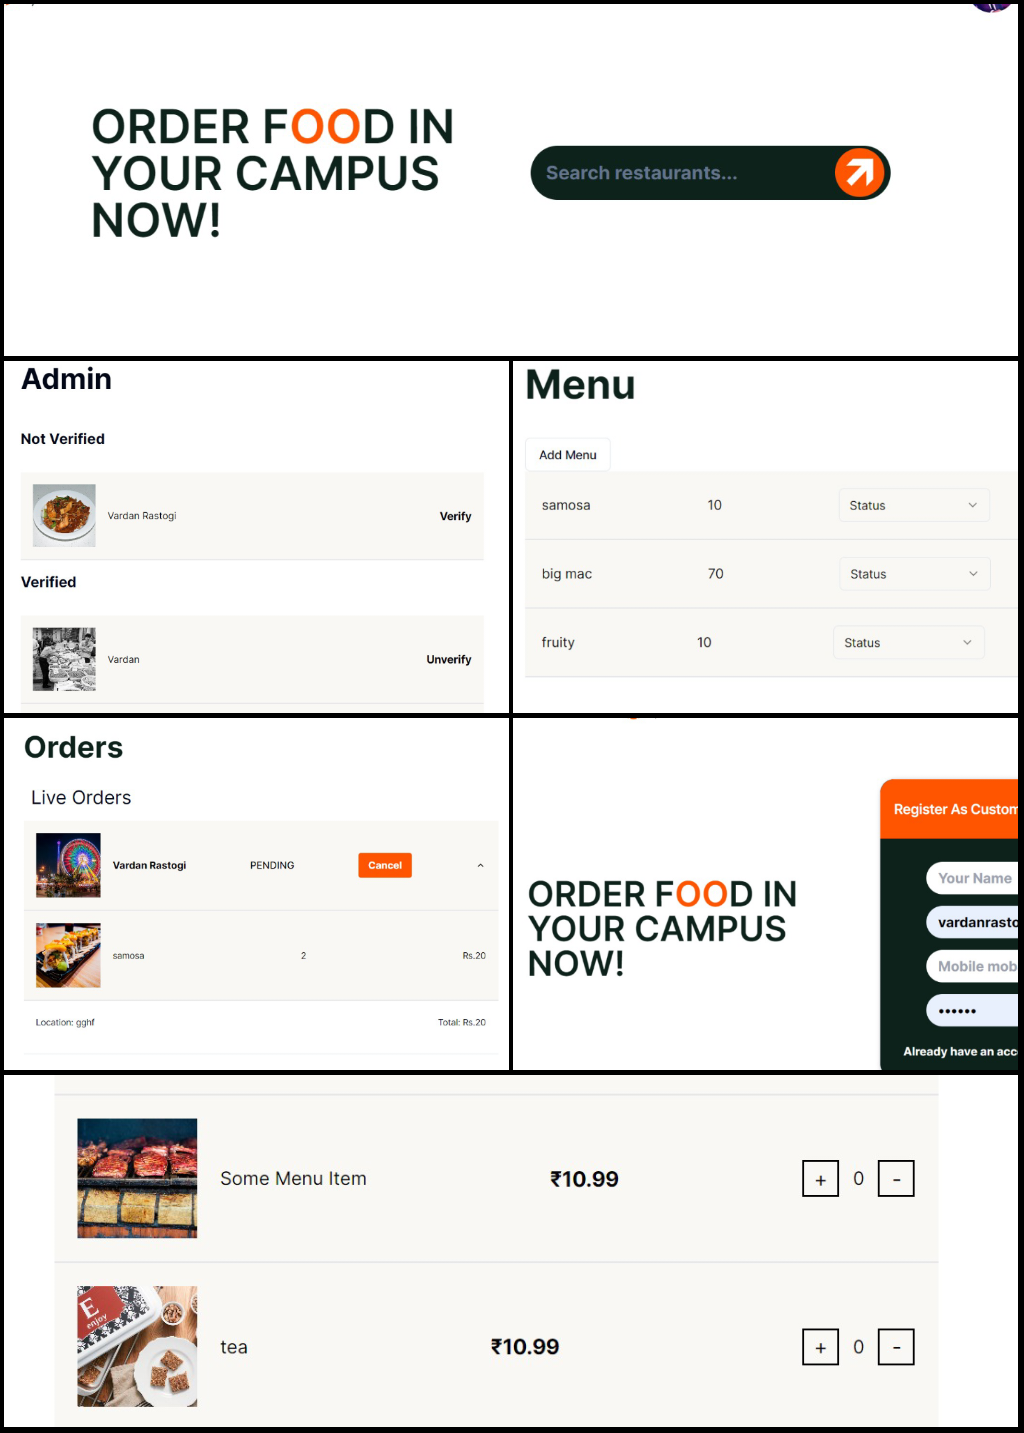 ORDER FOOD IN
YOUR CAMPUS
NOW!
Search restaurants...
Admin
Not Verified
Vardan Rastogi Verify
Verified
Vardan Unverify
Menu
Add Menu
samosa 10 Status
big mac 70 Status
fruity 10 Status
Orders
Live Orders
Vardan Rastogi PENDING Cancel
samosa 2 Rs.20
Location: gghf Total: Rs.20
ORDER FOOD IN
YOUR CAMPUS
NOW!
Register As Custom
Your Name
vardanrasto
Mobile mob
••••••
Already have an acc
Some Menu Item ₹10.99 + 0 -
E
enjoy
tea ₹10.99 + 0 -